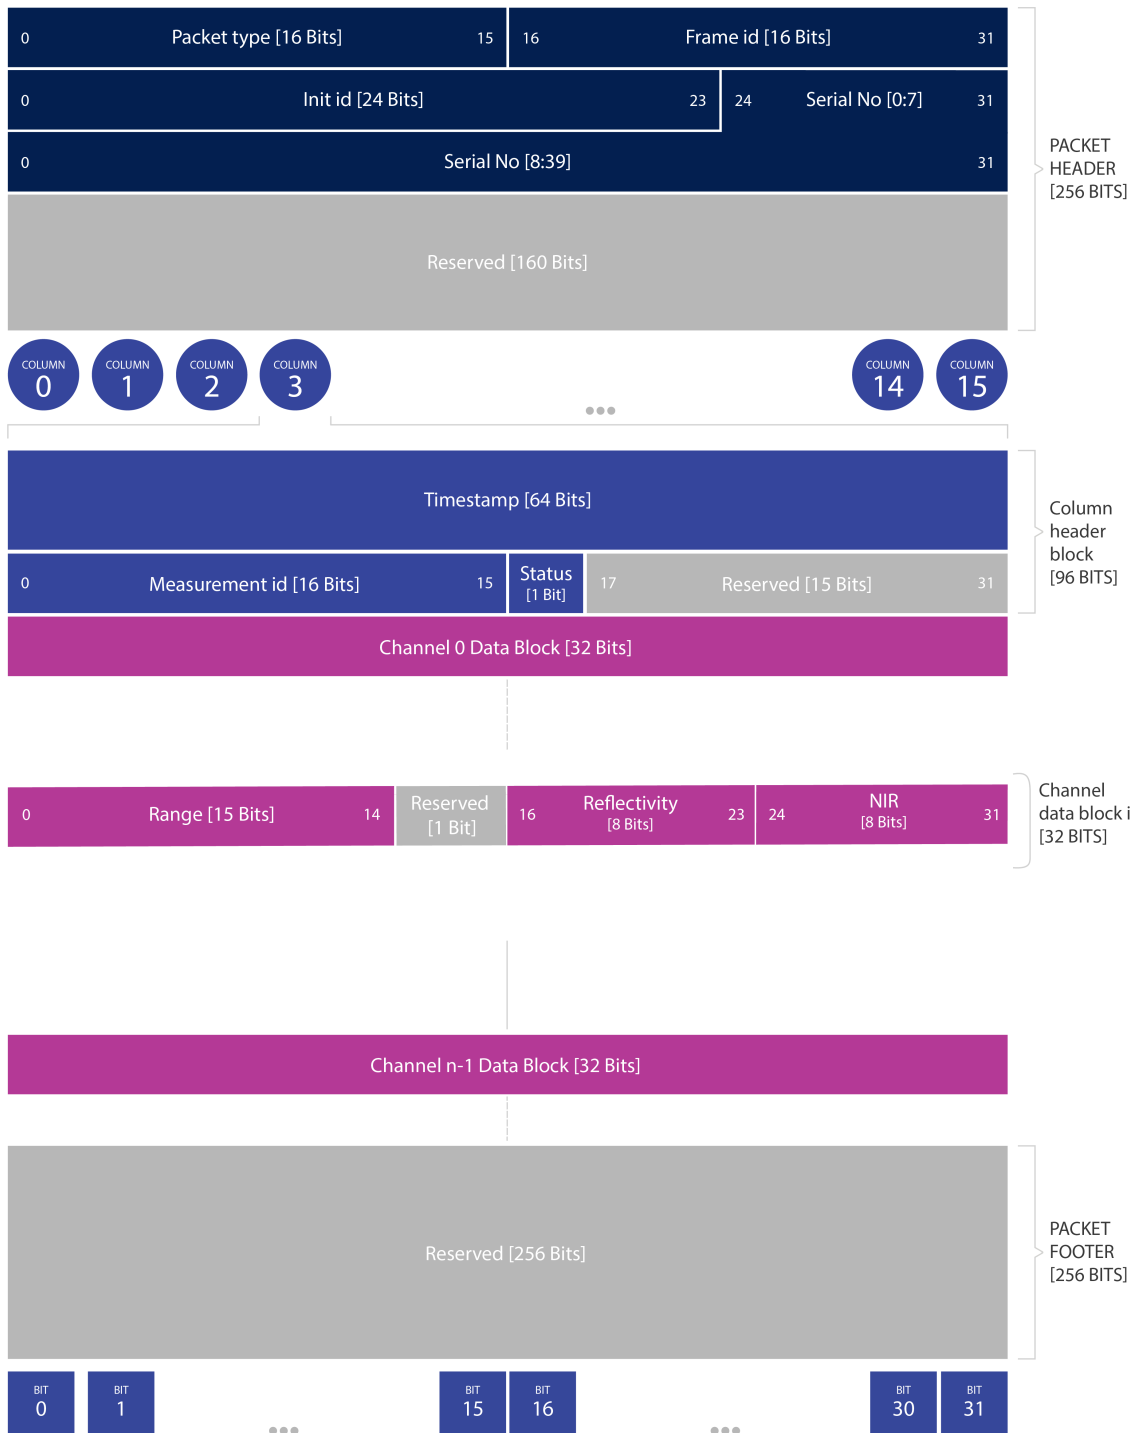 0 Packet type [16 Bits] 15 16 Frame id [16 Bits] 31
0 Init id [24 Bits] 23 24 Serial No [0:7] 31
0 Serial No [8:39] 31
Reserved [160 Bits]
PACKET
HEADER
[256 BITS]
COLUMN COLUMN COLUMN COLUMN COLUMN COLUMN
0 1 2 3 14 15
Timestamp [64 Bits]
0 Measurement id [16 Bits] 15 Status 17 Reserved [15 Bits] 31
[1 Bit]
Column
header
block
[96 BITS]
Channel 0 Data Block [32 Bits]
0 Range [15 Bits] 14 Reserved 16 Reflectivity 23 24 NIR 31
[1 Bit] [8 Bits] [8 Bits]
Channel
data block i
[32 BITS]
Channel n-1 Data Block [32 Bits]
Reserved [256 Bits]
PACKET
FOOTER
[256 BITS]
BIT BIT BIT BIT BIT BIT
0 1 15 16 30 31